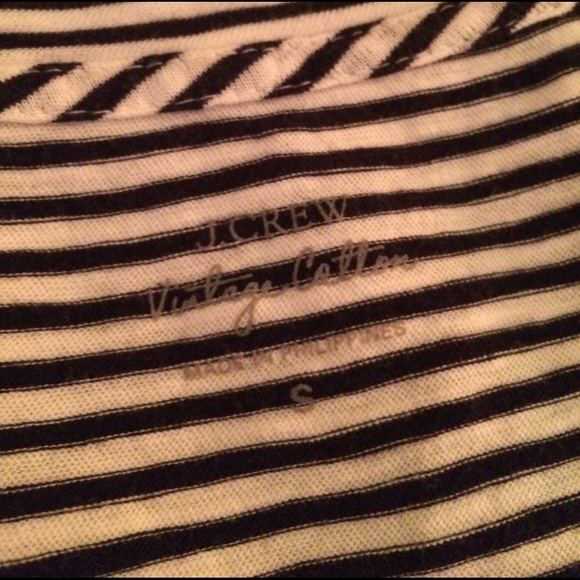 J.CREW
Vintage Cotton
MADE IN PHILIPPINES
S